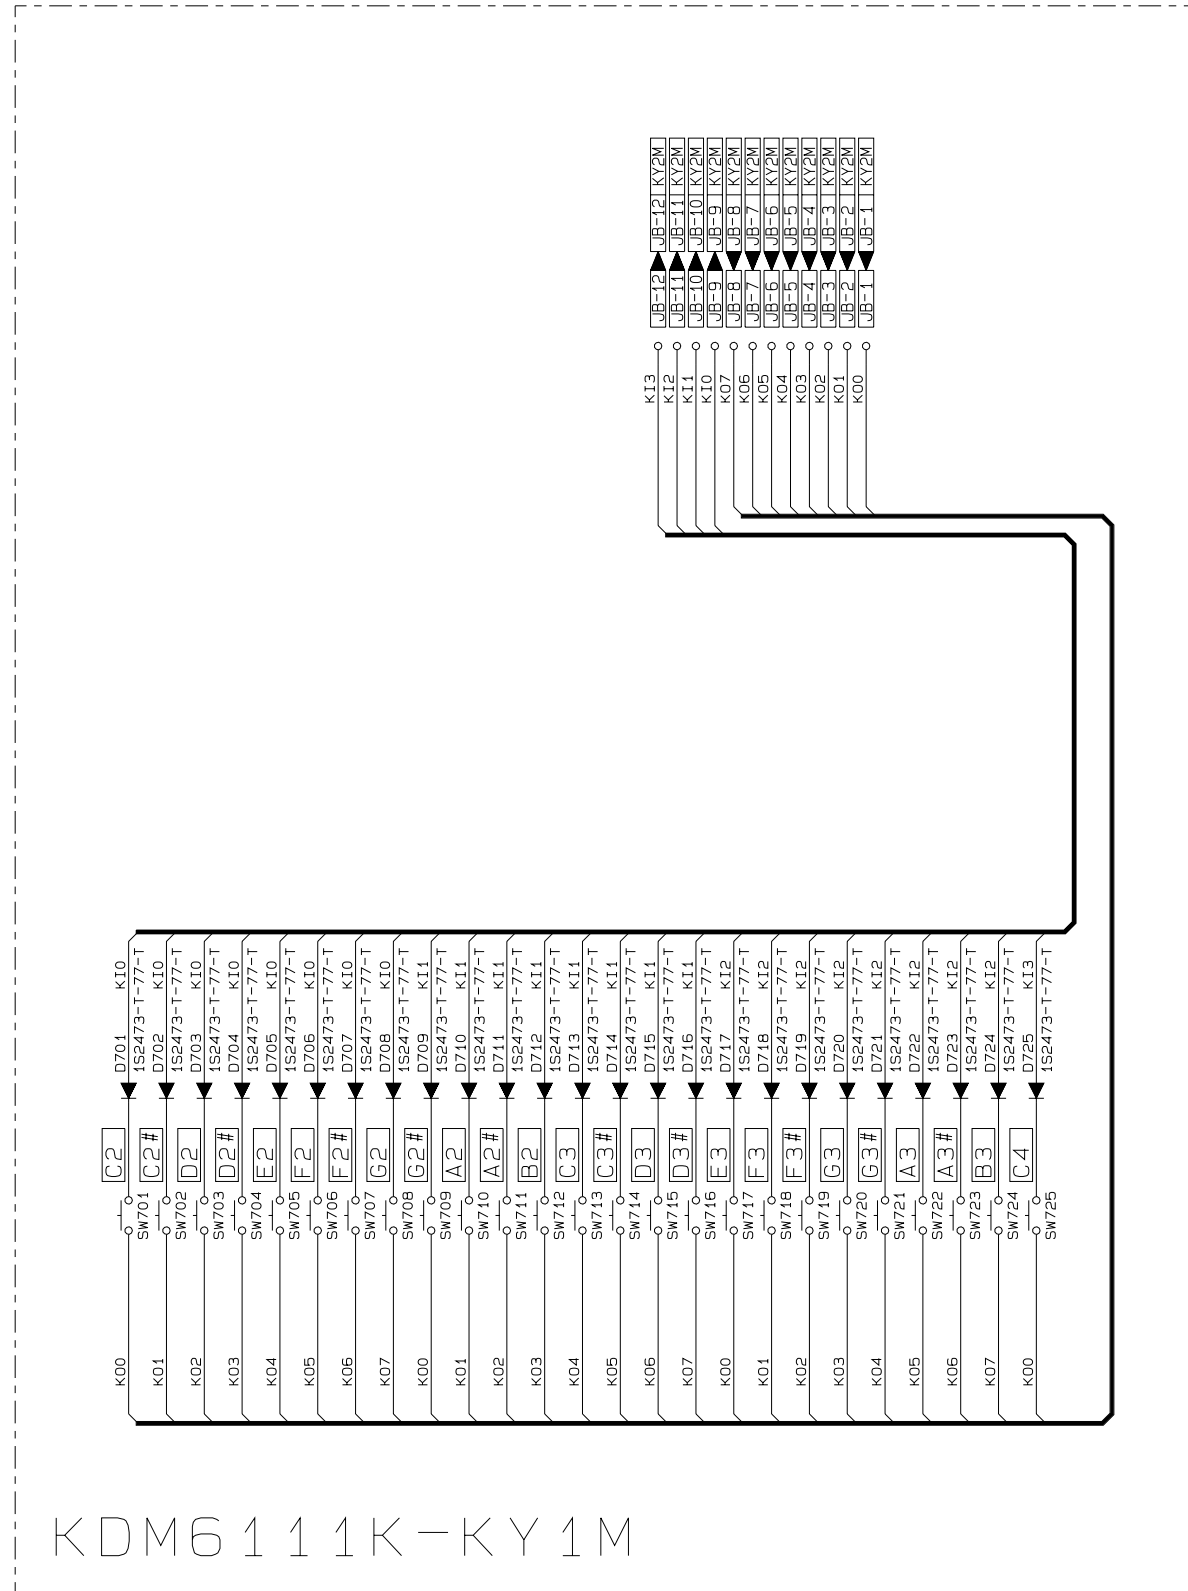 JB-12 KY2M
JB-11 KY2M
JB-10 KY2M
JB-9 KY2M
JB-8 KY2M
JB-7 KY2M
JB-6 KY2M
JB-5 KY2M
JB-4 KY2M
JB-3 KY2M
JB-2 KY2M
JB-1 KY2M
JB-12
JB-11
JB-10
JB-9
JB-8
JB-7
JB-6
JB-5
JB-4
JB-3
JB-2
JB-1
KI3
KI2
KI1
KI0
KO7
KO6
KO5
KO4
KO3
KO2
KO1
KO0
D701 KI0
1S2473-T-77-T
D702 KI0
1S2473-T-77-T
D703 KI0
1S2473-T-77-T
D704 KI0
1S2473-T-77-T
D705 KI0
1S2473-T-77-T
D706 KI0
1S2473-T-77-T
D707 KI0
1S2473-T-77-T
D708 KI0
1S2473-T-77-T
D709 KI1
1S2473-T-77-T
D710 KI1
1S2473-T-77-T
D711 KI1
1S2473-T-77-T
D712 KI1
1S2473-T-77-T
D713 KI1
1S2473-T-77-T
D714 KI1
1S2473-T-77-T
D715 KI1
1S2473-T-77-T
D716 KI1
1S2473-T-77-T
D717 KI2
1S2473-T-77-T
D718 KI2
1S2473-T-77-T
D719 KI2
1S2473-T-77-T
D720 KI2
1S2473-T-77-T
D721 KI2
1S2473-T-77-T
D722 KI2
1S2473-T-77-T
D723 KI2
1S2473-T-77-T
D724 KI2
1S2473-T-77-T
D725 KI3
1S2473-T-77-T
C2
C2#
D2
D2#
E2
F2
F2#
G2
G2#
A2
A2#
B2
C3
C3#
D3
D3#
E3
F3
F3#
G3
G3#
A3
A3#
B3
C4
SW701
SW702
SW703
SW704
SW705
SW706
SW707
SW708
SW709
SW710
SW711
SW712
SW713
SW714
SW715
SW716
SW717
SW718
SW719
SW720
SW721
SW722
SW723
SW724
SW725
KO0
KO1
KO2
KO3
KO4
KO5
KO6
KO7
KO0
KO1
KO2
KO3
KO4
KO5
KO6
KO7
KO0
KO1
KO2
KO3
KO4
KO5
KO6
KO7
KO0
KDM6111K-KY1M